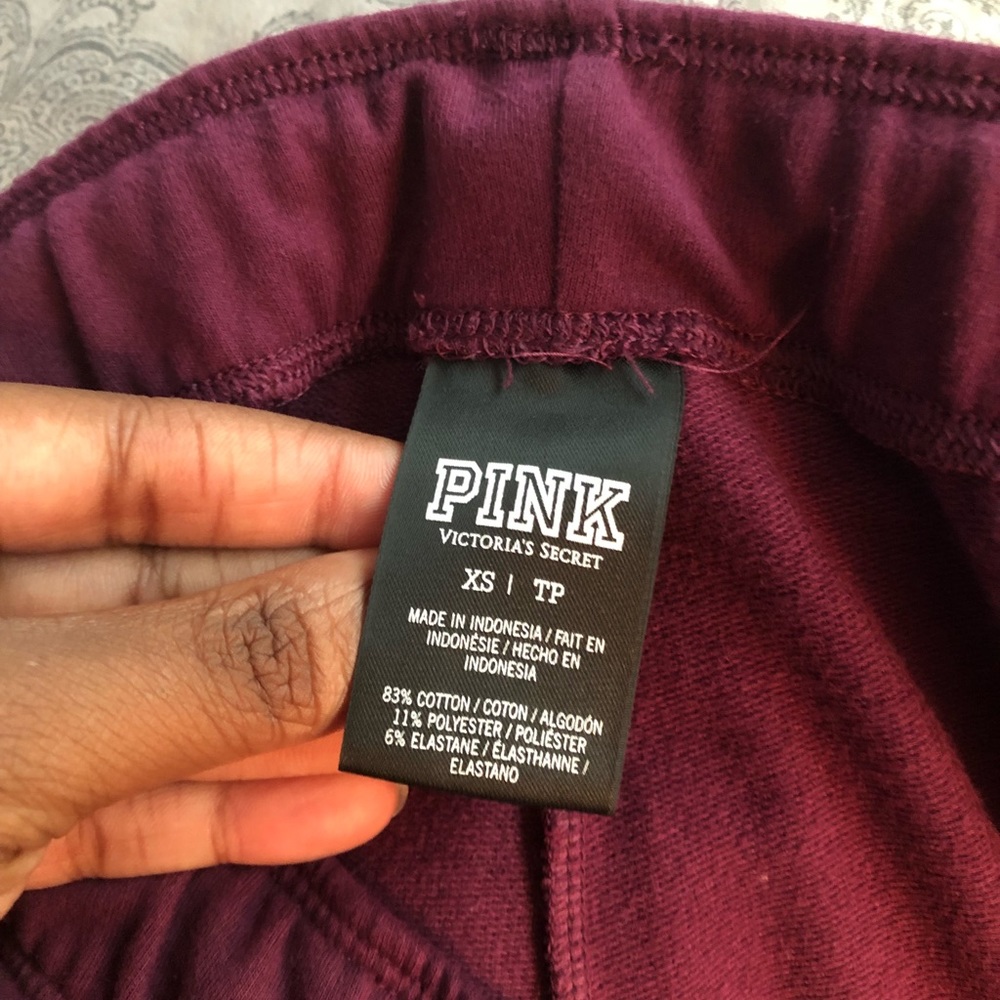 PINK
VICTORIA'S SECRET
XS | TP
MADE IN INDONESIA / FAIT EN
INDONÉSIE / HECHO EN
INDONESIA
83% COTTON / COTON / ALGODÓN
11% POLYESTER / POLIÉSTER
6% ELASTANE / ÉLASTHANNE /
ELASTANO